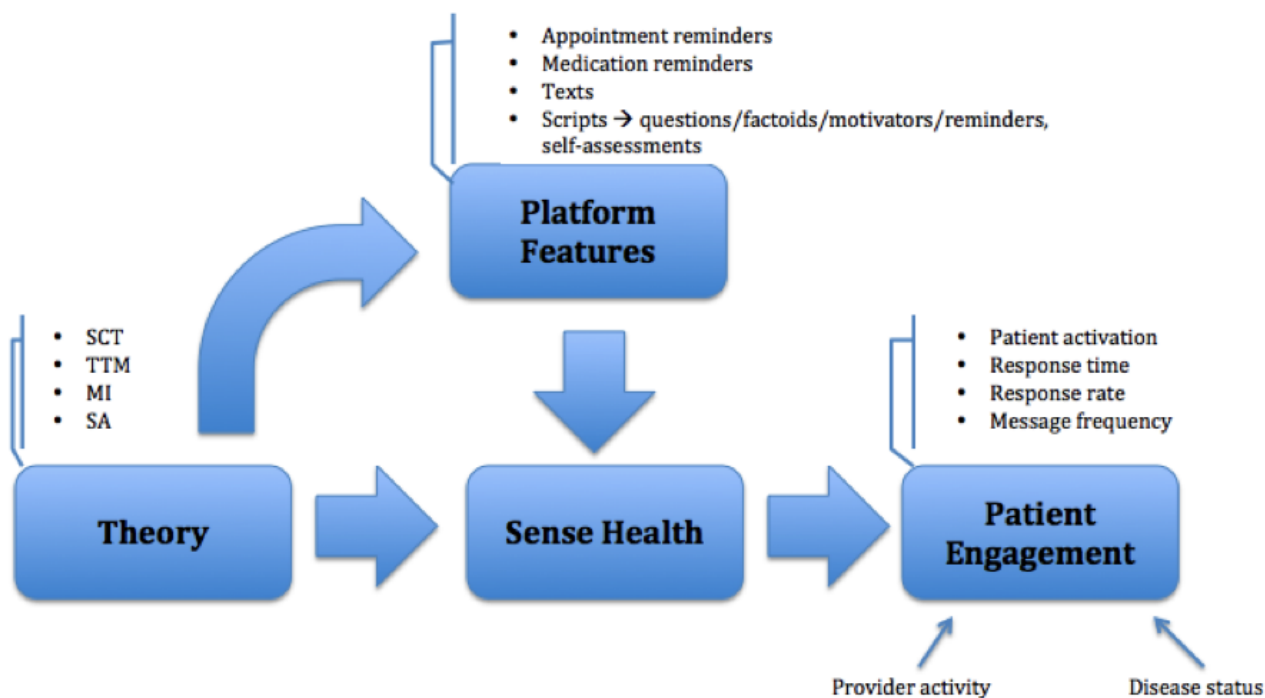 • Appointment reminders
• Medication reminders
• Texts
• Scripts → questions/factoids/motivators/reminders,
self-assessments
Platform
Features
• SCT
• TTM
• MI
• SA
Theory
Sense Health
• Patient activation
• Response time
• Response rate
• Message frequency
Patient
Engagement
Provider activity
Disease status